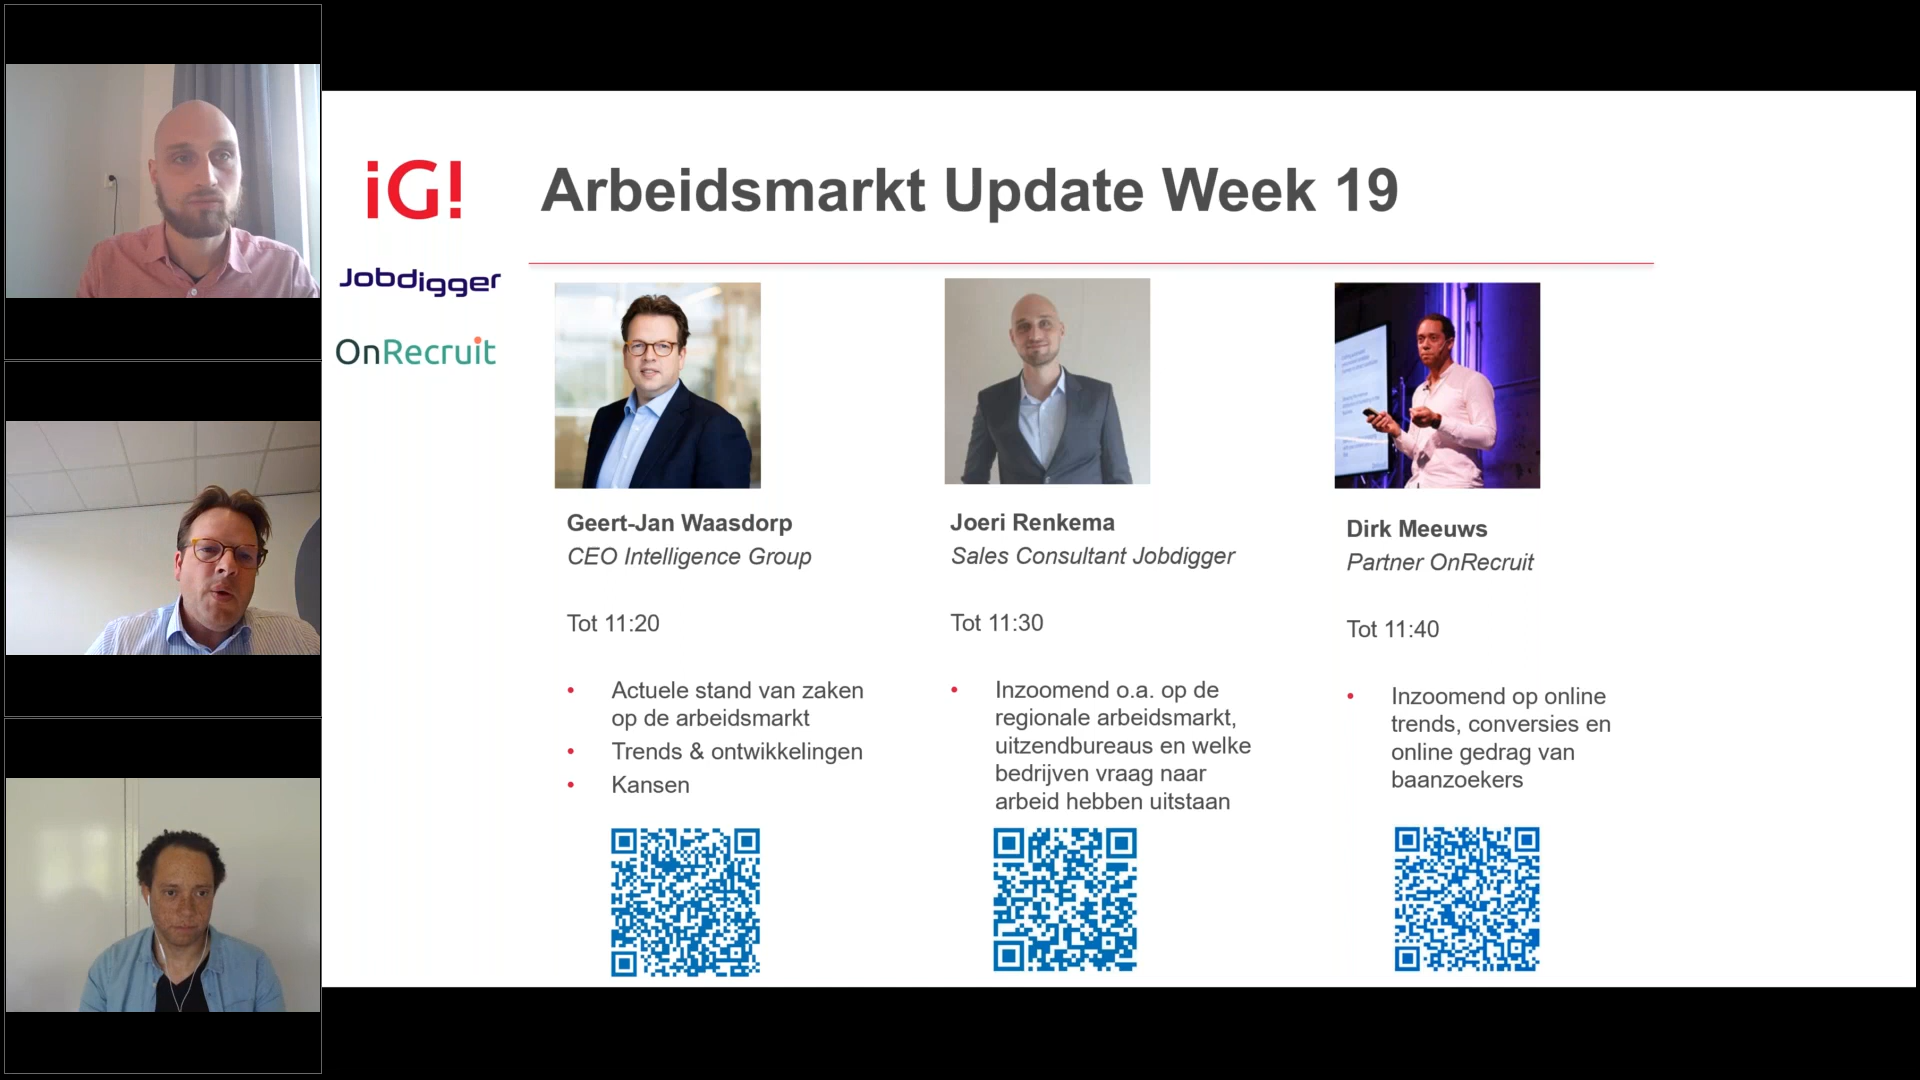 iG!
Arbeidsmarkt Update Week 19
Jobdigger
OnRecruit
Geert-Jan Waasdorp
CEO Intelligence Group
Tot 11:20
• Actuele stand van zaken
op de arbeidsmarkt
• Trends & ontwikkelingen
• Kansen
Joeri Renkema
Sales Consultant Jobdigger
Tot 11:30
• Inzoomend o.a. op de
regionale arbeidsmarkt,
uitzendbureaus en welke
bedrijven vraag naar
arbeid hebben uitstaan
Dirk Meeuws
Partner OnRecruit
Tot 11:40
• Inzoomend op online
trends, conversies en
online gedrag van
baanzoekers